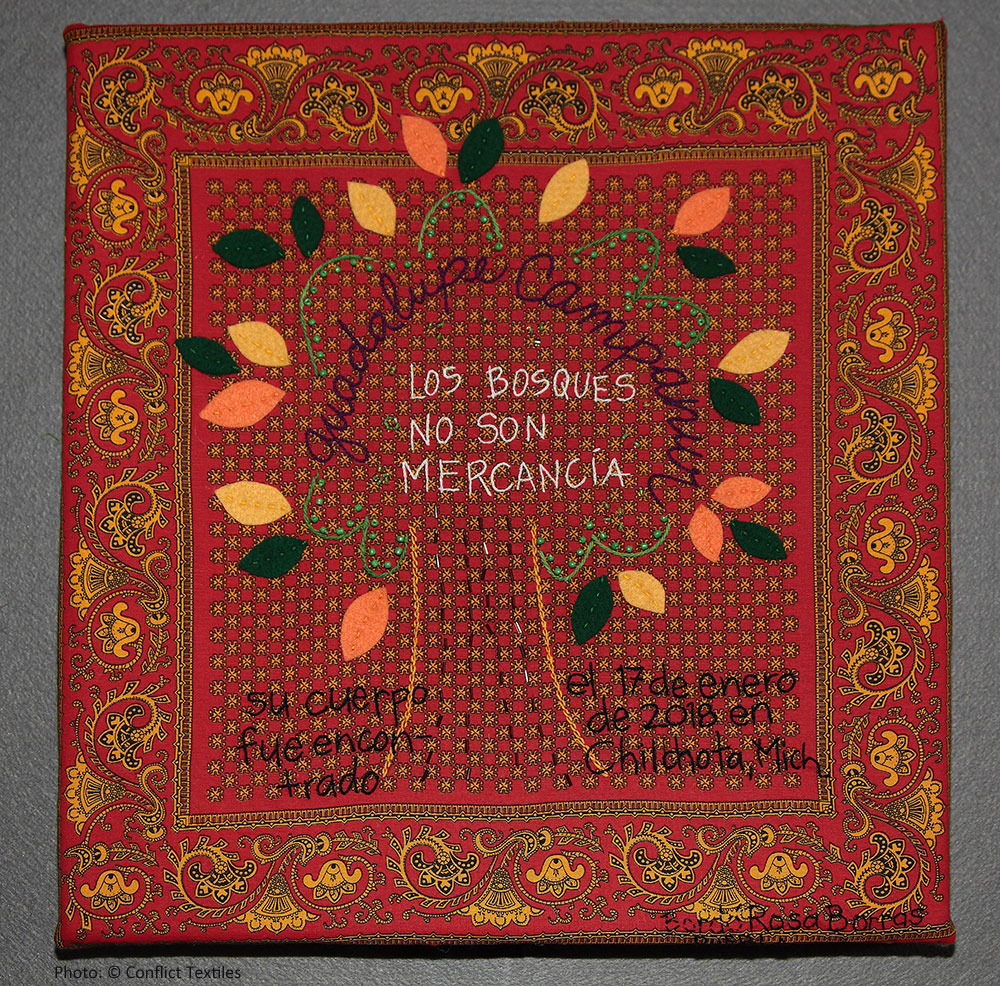 guadalupe Campanur
LOS BOSQUES
NO SON
MERCANCÍA
su cuerpo
fue encon-
trado
el 17 de enero
de 2018 en
Chilchota, Mich
Rosa Borras
Photo: © Conflict Textiles